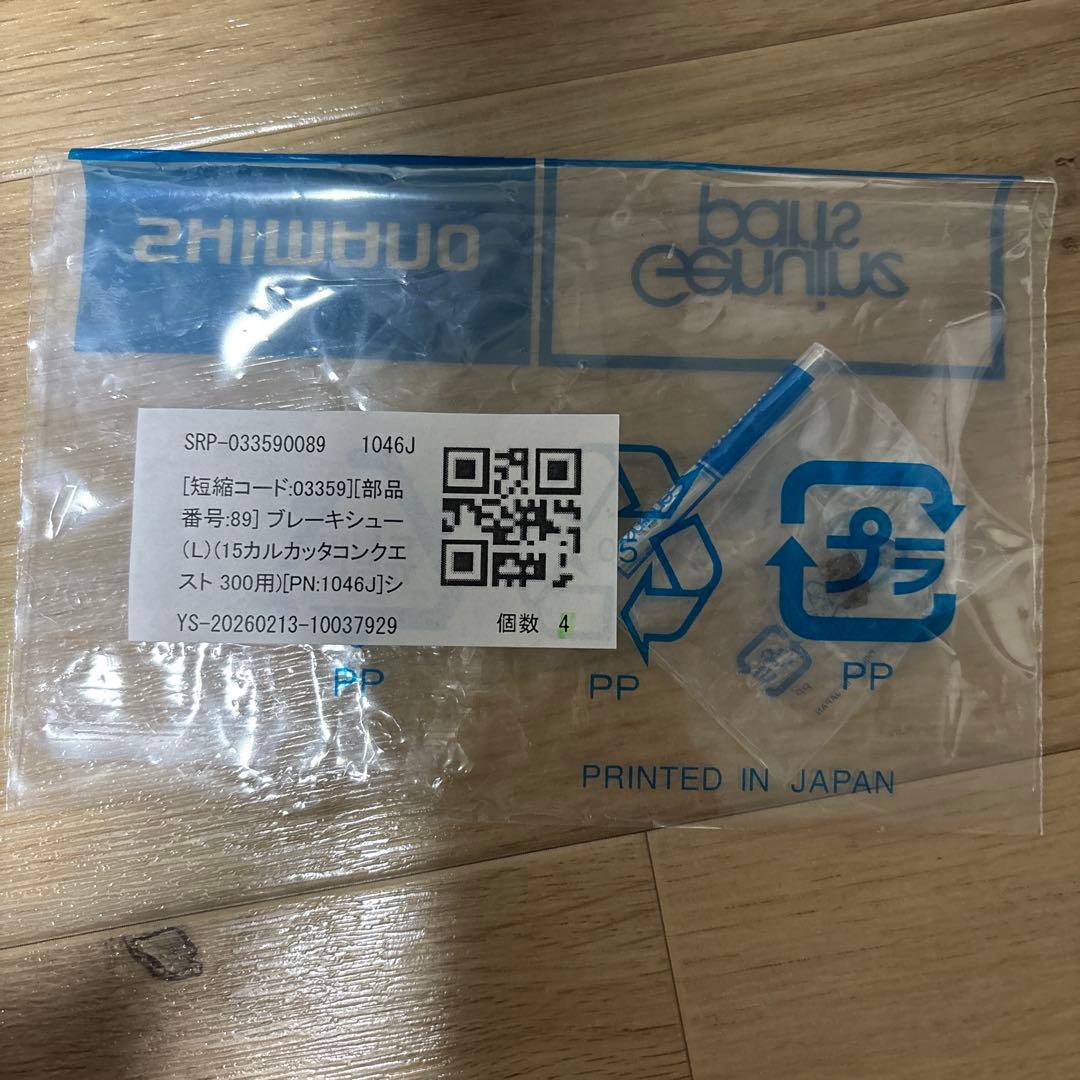 SHIMANO
Genuine
parts
SRP-033590089 1046J
[短縮コード:03359][部品
番号:89] ブレーキシュー
(L)(15カルカッタコンクエ
スト 300用)[PN:1046J]シ
YS-20260213-10037929 個数 4
プラ
PP PP PP
PRINTED IN JAPAN